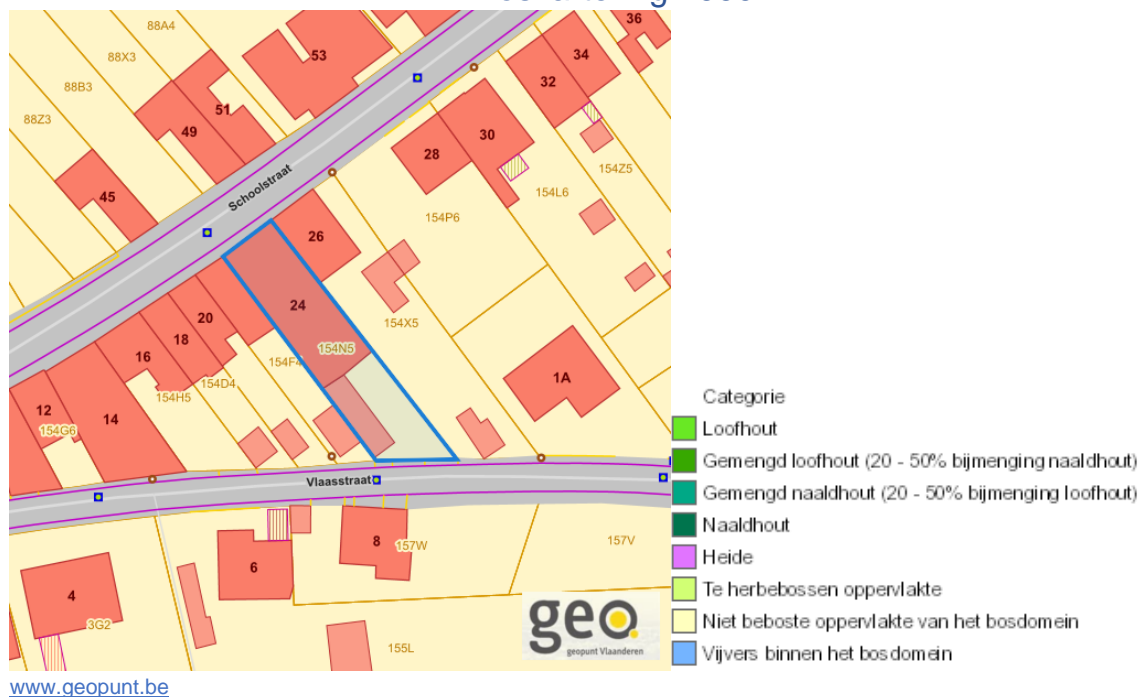 88A4
36
88X3
53
34
88B3
32
51
88Z3
49
30
28
154Z5
45
154L6
Schoolstraat
154P6
26
24
20
154X5
18
154N5
16
154F4
1A
154D4
12
154H5
14
154G6
Vlaasstraat
8
157W
157V
6
4
3G2
155L
geo
geopunt Vlaanderen
Categorie
Loofhout
Gemengd loofhout (20 - 50% bijmenging naaldhout)
Gemengd naaldhout (20 - 50% bijmenging loofhout)
Naaldhout
Heide
Te herbebossen oppervlakte
Niet beboste oppervlakte van het bosdomein
Vijvers binnen het bosdomein
www.geopunt.be